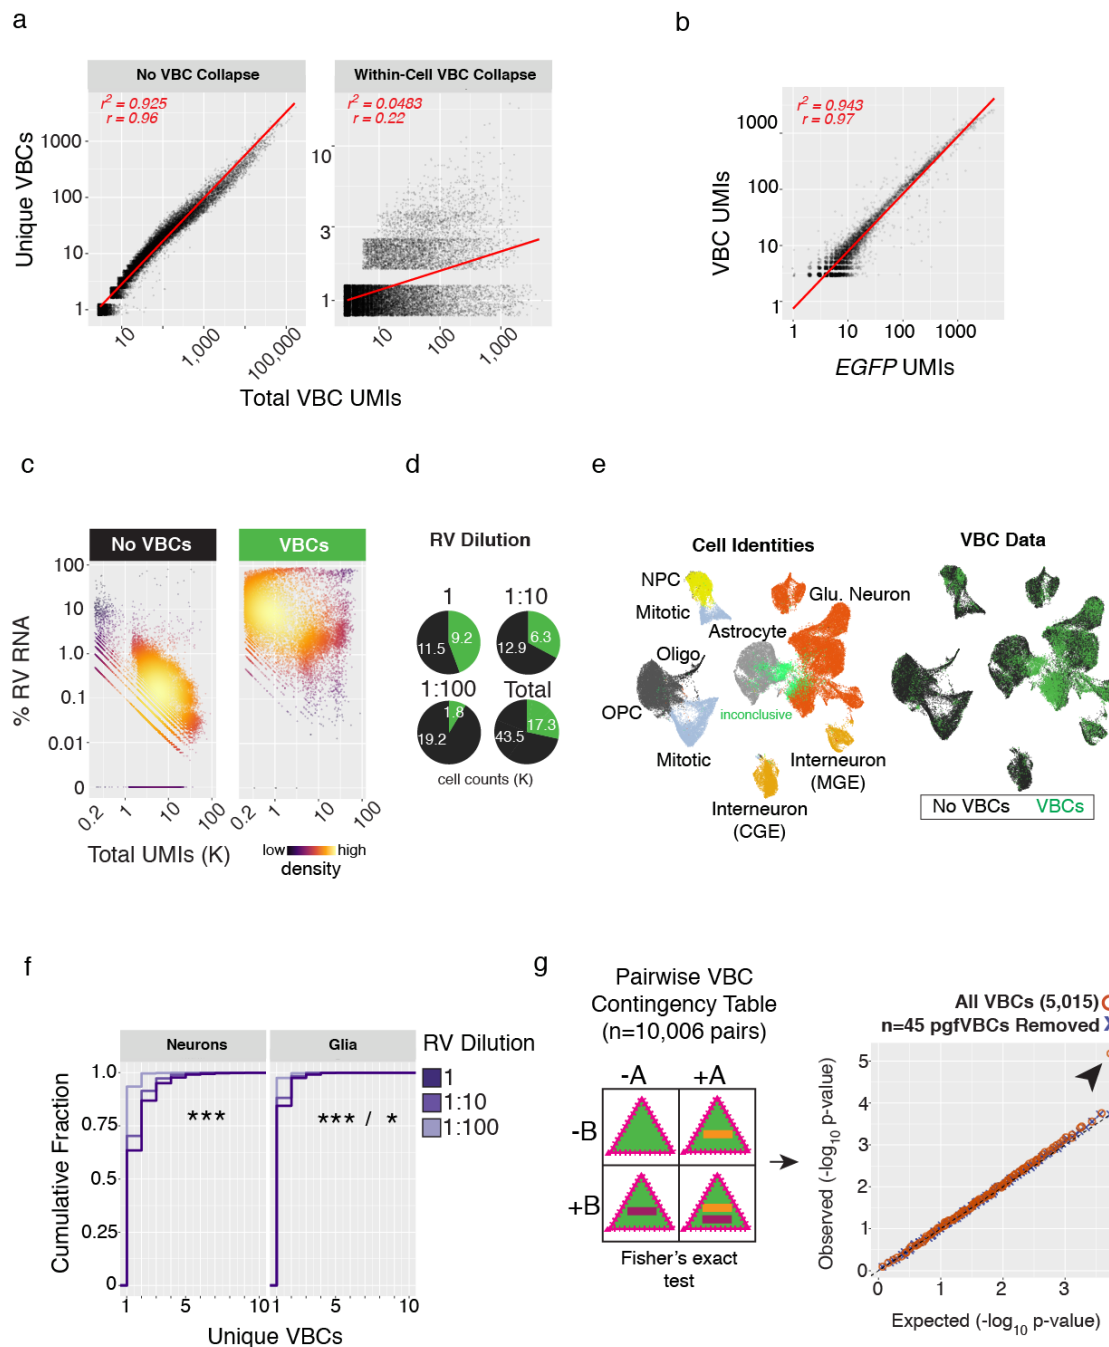 a
No VBC Collapse
Within-Cell VBC Collapse
r² = 0.925
r = 0.96
r² = 0.0483
r = 0.22
Unique VBCs
1000
100
10
1
10
3
1
10
1,000
100,000
10
100
1,000
Total VBC UMIs
b
r² = 0.943
r = 0.97
VBC UMIs
1000
100
10
1
1
10
100
1000
EGFP UMIs
c
No VBCs
VBCs
% RV RNA
100
10
1.0
0.1
0.01
0
0.2
1
10
100
0.2
1
10
100
Total UMIs (K)
low
high
density
d
RV Dilution
1
1:10
11.5
9.2
12.9
6.3
1:100
Total
1.8
19.2
17.3
43.5
cell counts (K)
e
Cell Identities
VBC Data
NPC
Mitotic
Glu. Neuron
Astrocyte
Oligo
OPC
inconclusive
Mitotic
Interneuron
(MGE)
Interneuron
(CGE)
No VBCs
VBCs
f
Neurons
Glia
RV Dilution
1
1:10
1:100
Cumulative Fraction
1.0
0.75
0.5
0.25
0
***
*** / *
1
5
10
1
5
10
Unique VBCs
g
Pairwise VBC
Contingency Table
(n=10,006 pairs)
-A
+A
-B
+B
Fisher's exact
test
All VBCs (5,015)
n=45 pgfVBCs Removed
Observed (-log₁₀ p-value)
5
4
3
2
1
0
0
1
2
3
Expected (-log₁₀ p-value)